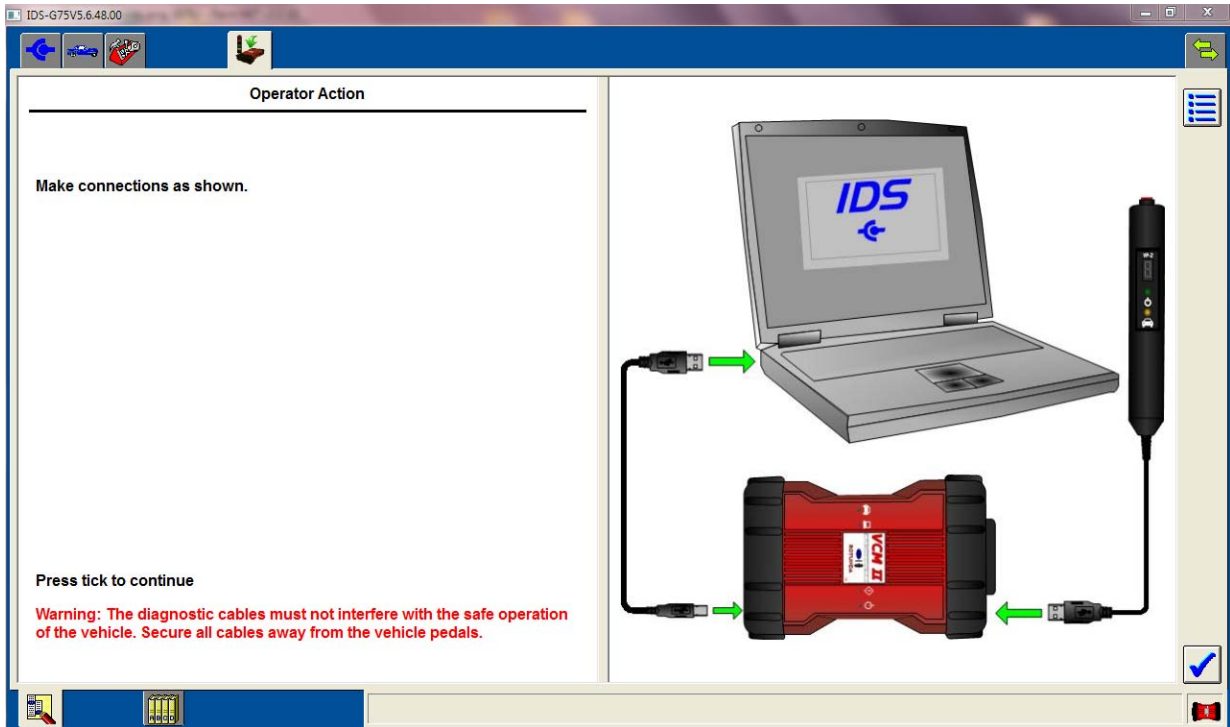 IDS-G75V5.6.48.00
Operator Action
Make connections as shown.
IDS
VCM II
ROTUNDA
Press tick to continue
Warning: The diagnostic cables must not interfere with the safe operation
of the vehicle. Secure all cables away from the vehicle pedals.
A B C D